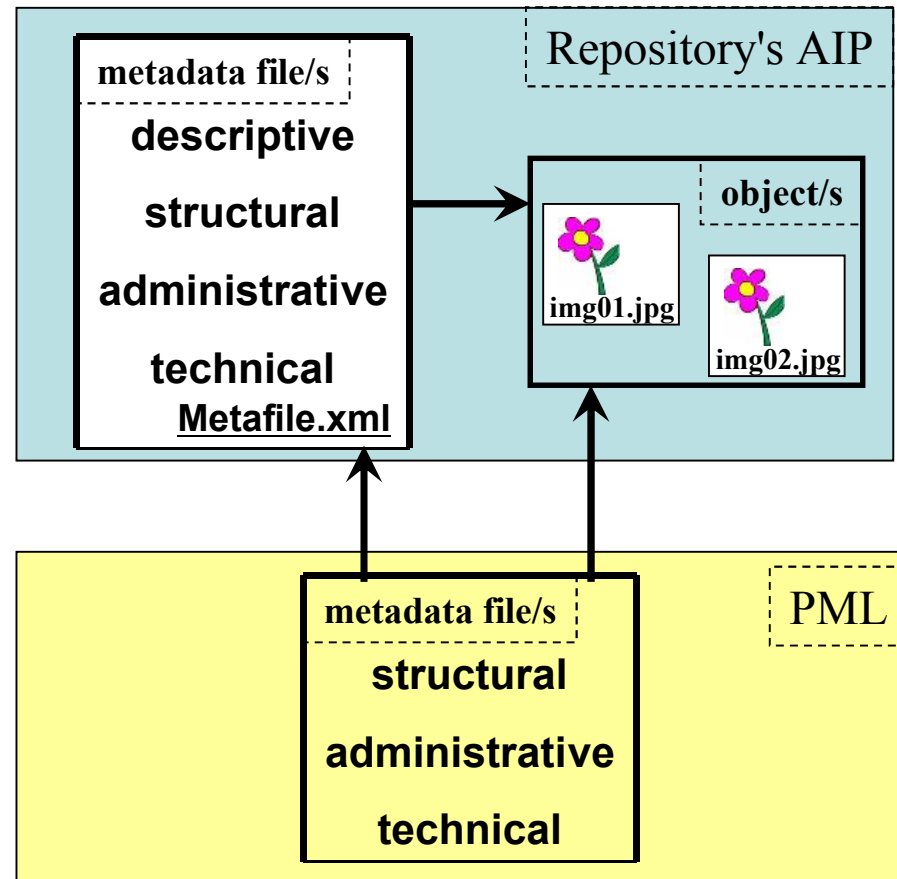 Repository's AIP
metadata file/s
descriptive
structural
administrative
technical
Metafile.xml
object/s
img01.jpg
img02.jpg
PML
metadata file/s
structural
administrative
technical